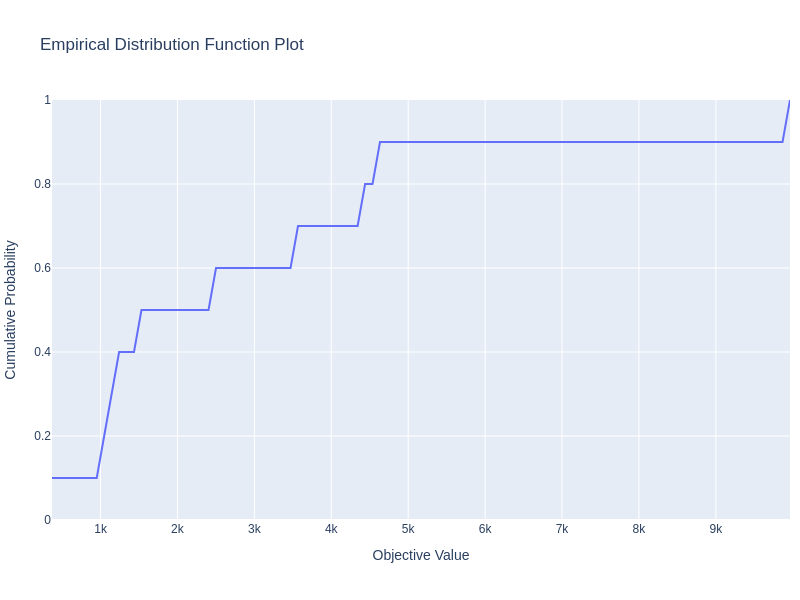 Empirical Distribution Function Plot
1
0.8
0.6
0.4
0.2
0
Cumulative Probability
1k 2k 3k 4k 5k 6k 7k 8k 9k
Objective Value